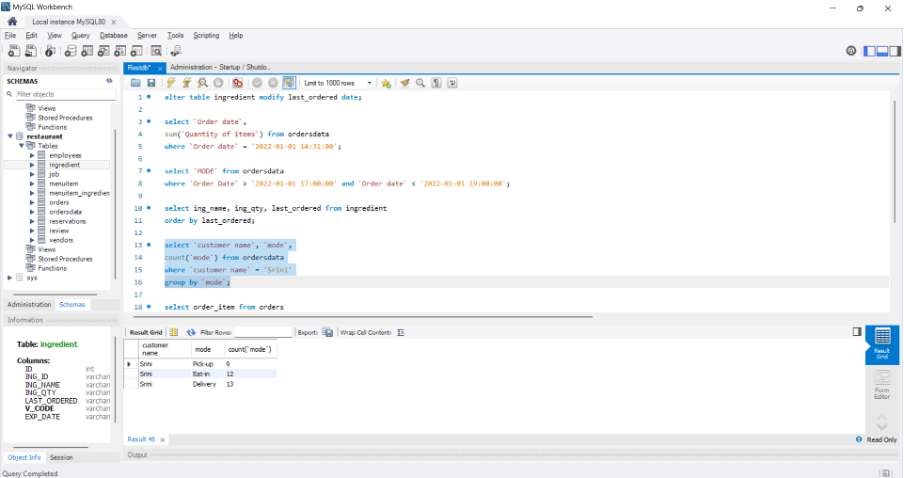 MySQL Workbench
Local instance MySQL80
File Edit View Query Database Server Tools Scripting Help
Navigator
SCHEMAS
Filter objects
Views
Stored Procedures
Functions
restaurant
Tables
employees
ingredient
job
menuitem
menuitem_ingredien
orders
ordersdata
reservations
review
vendors
Views
Stored Procedures
Functions
sys
Administration Schemas
Information
Table: ingredient
Columns:
ID int
ING_ID varchar
ING_NAME varchar
ING_QTY varchar
LAST_ORDERED varchar
V_CODE varchar
EXP_DATE varchar
Object Info Session
Query Completed
Restdb* Administration - Startup / Shutdo...
Limit to 1000 rows
1 alter table ingredient modify last_ordered date;
2
3 select `Order date`,
4 sum(`Quantity of items`) from ordersdata
5 where `Order date` = '2022-01-01 14:31:00';
6
7 select `MODE` from ordersdata
8 where `Order Date` > '2022-01-01 17:00:00' and `Order date` < '2022-01-01 19:00:00';
9
10 select ing_name, ing_qty, last_ordered from ingredient
11 order by last_ordered;
12
13 select `customer name`, `mode`,
14 count(`mode`) from ordersdata
15 where `customer name` = 'Srini'
16 group by `mode`;
17
18 select order_item from orders
Result Grid Filter Rows: Export: Wrap Cell Content:
customer name mode count(`mode`)
Srini Pick-up 9
Srini Eat-in 12
Srini Delivery 13
Result Grid
Form Editor
Result 45
Read Only
Output